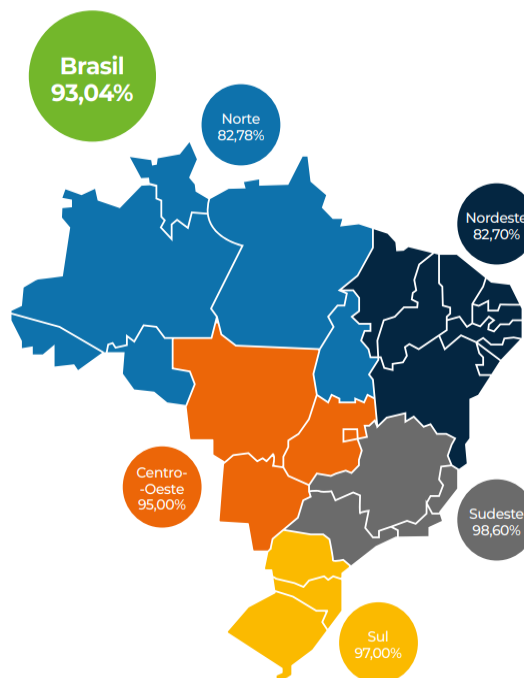 Brasil
93,04%
Norte
82,78%
Nordeste
82,70%
Centro-
-Oeste
95,00%
Sudeste
98,60%
Sul
97,00%